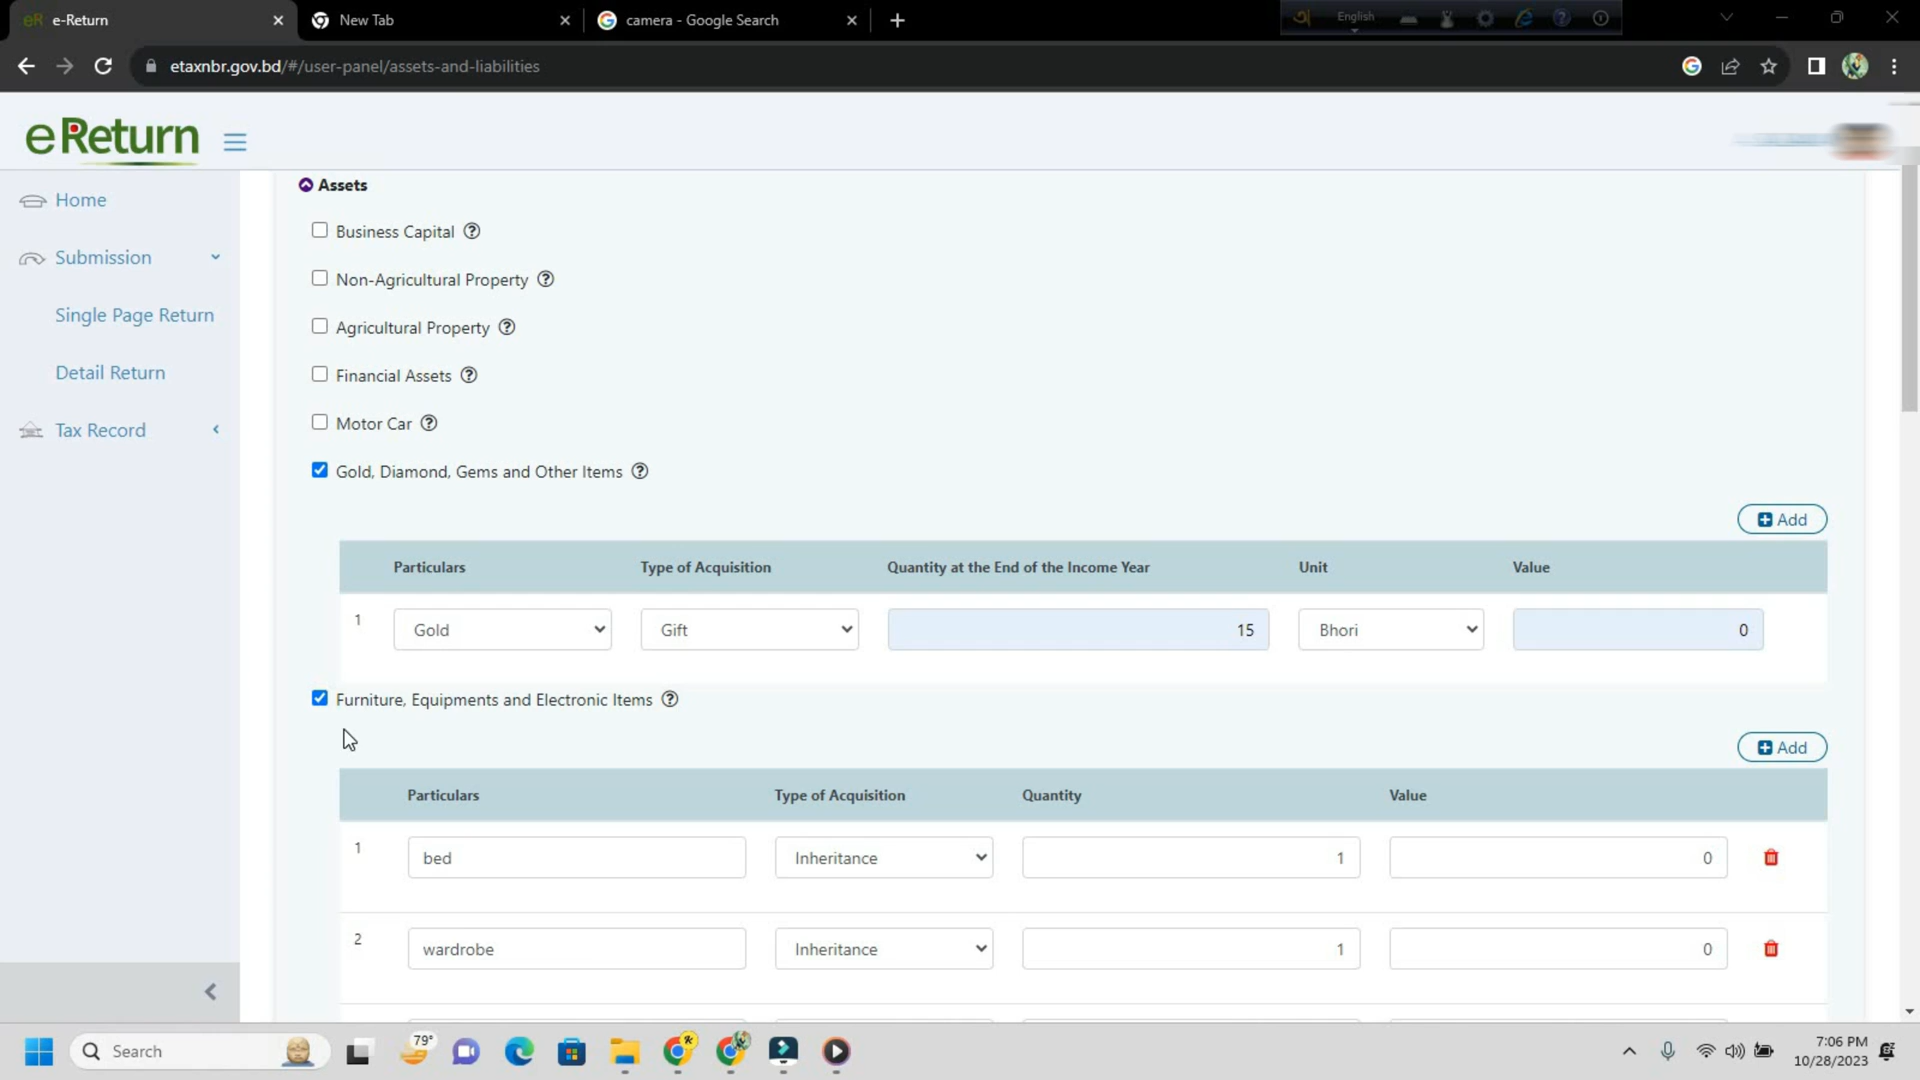 eR e-Return
New Tab
camera - Google Search
English
etaxnbr.gov.bd/#/user-panel/assets-and-liabilities
eReturn
Home
Submission
Single Page Return
Detail Return
Tax Record
Assets
Business Capital
Non-Agricultural Property
Agricultural Property
Financial Assets
Motor Car
Gold, Diamond, Gems and Other Items
Add
Particulars Type of Acquisition Quantity at the End of the Income Year Unit Value
1 Gold Gift 15 Bhori 0
Furniture, Equipments and Electronic Items
Add
Particulars Type of Acquisition Quantity Value
1 bed Inheritance 1 0
2 wardrobe Inheritance 1 0
Search
79°
7:06 PM
10/28/2023